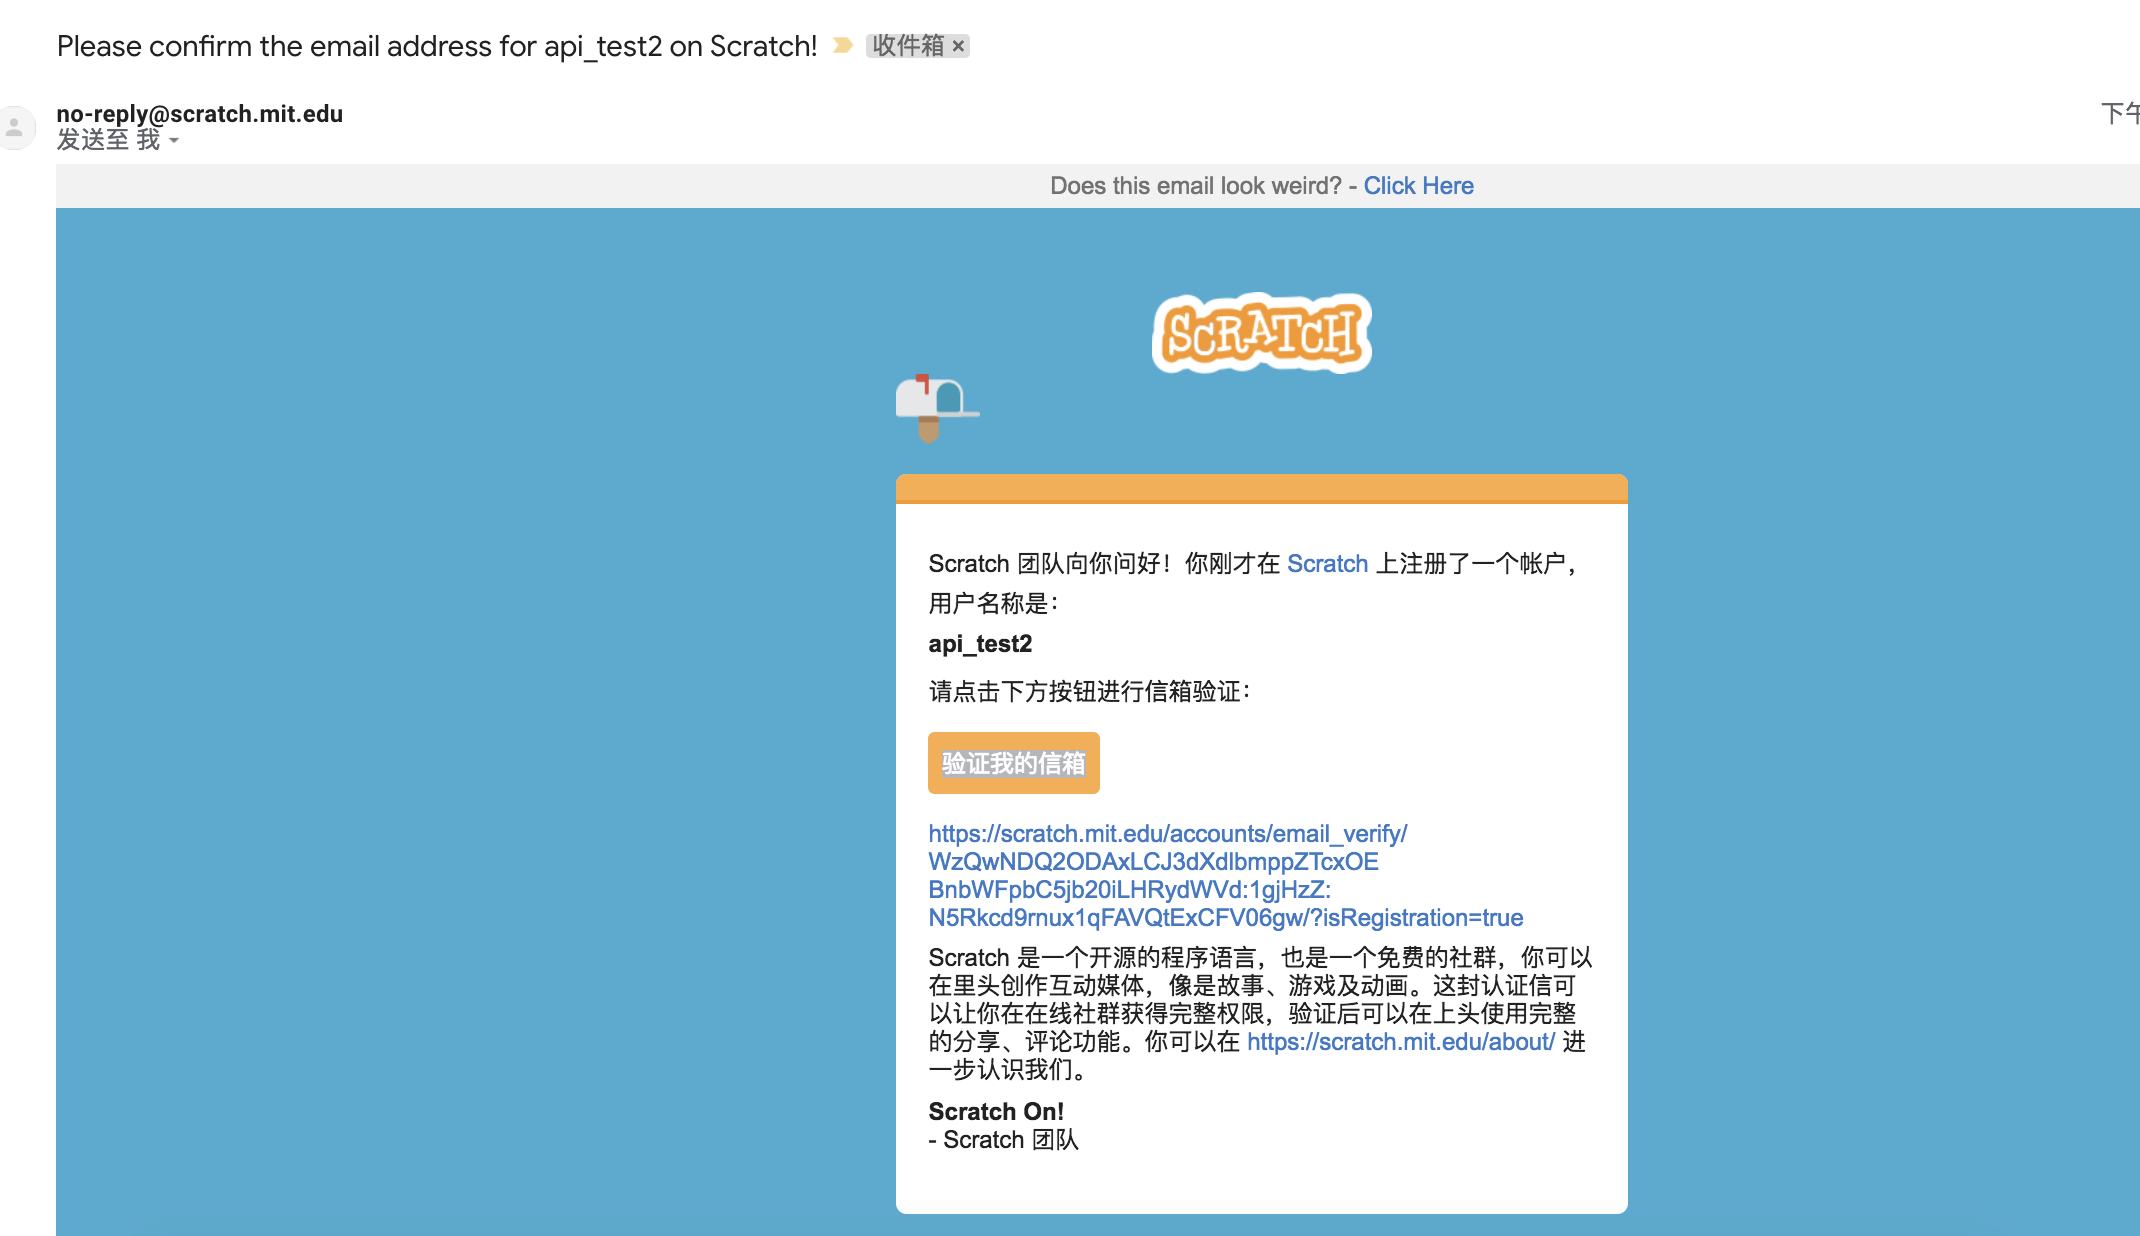 Please confirm the email address for api_test2 on Scratch! 收件箱 ×
no-reply@scratch.mit.edu
下午
发送至 我
Does this email look weird? - Click Here
SCRATCH
Scratch 团队向你问好！你刚才在 Scratch 上注册了一个帐户，
用户名称是：
api_test2
请点击下方按钮进行信箱验证：
验证我的信箱
https://scratch.mit.edu/accounts/email_verify/
WzQwNDQ2ODAxLCJ3dXdlbmppZTcxOE
BnbWFpbC5jb20iLHRydWVd:1gjHzZ:
N5Rkcd9rnux1qFAVQtExCFV06gw/?isRegistration=true
Scratch 是一个开源的程序语言，也是一个免费的社群，你可以
在里头创作互动媒体，像是故事、游戏及动画。这封认证信可
以让你在在线社群获得完整权限，验证后可以在上头使用完整
的分享、评论功能。你可以在 https://scratch.mit.edu/about/ 进
一步认识我们。
Scratch On!
- Scratch 团队